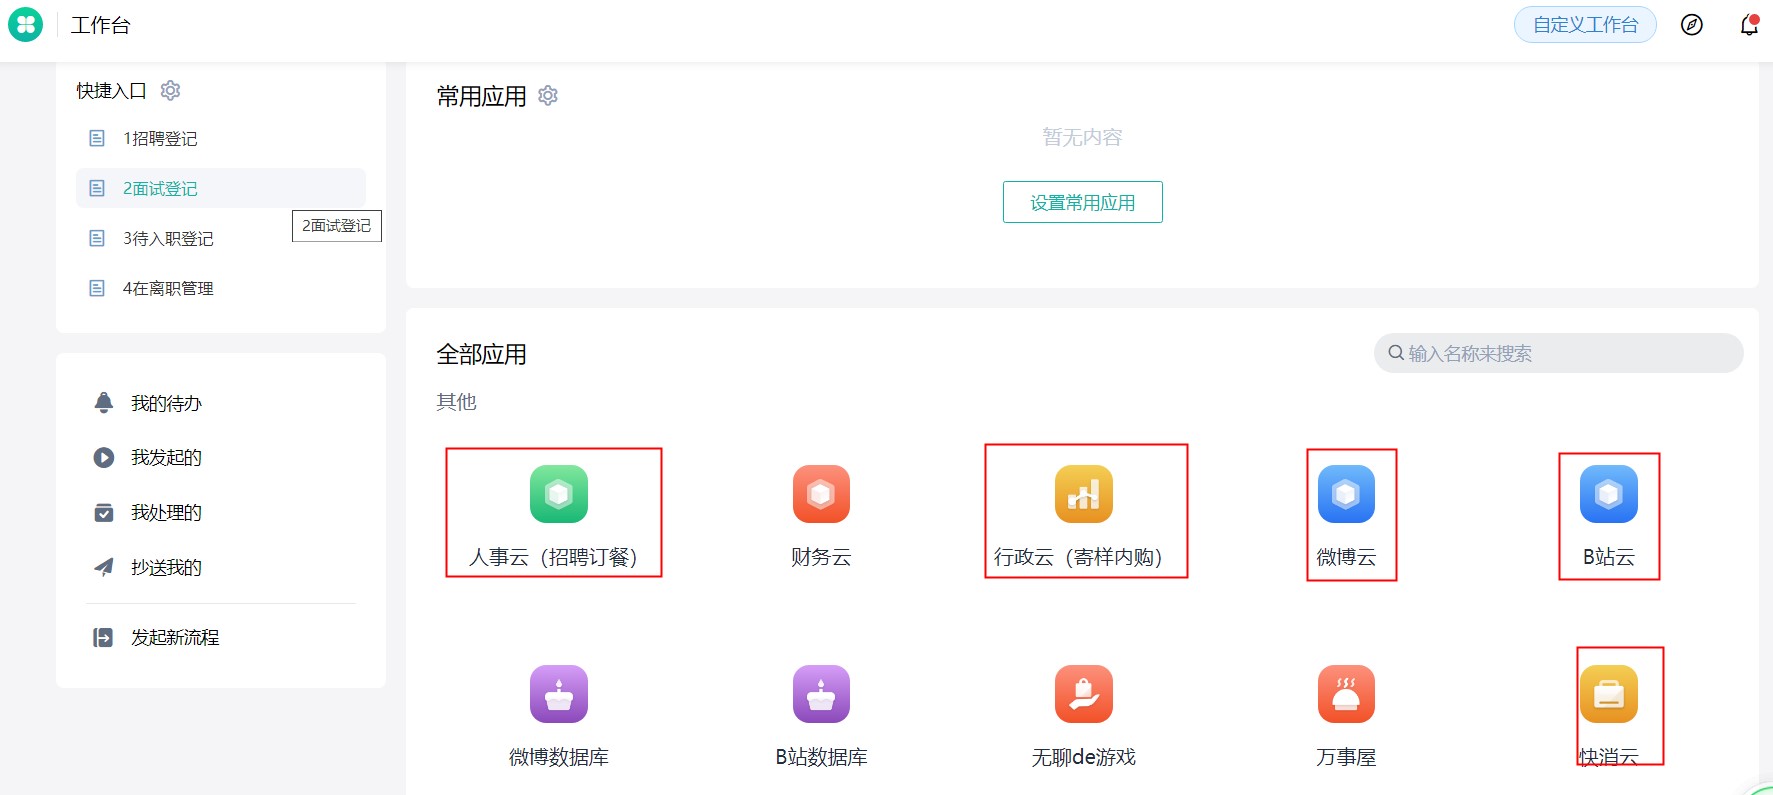 工作台
自定义工作台
快捷入口
1招聘登记
2面试登记
2面试登记
3待入职登记
4在离职管理
我的待办
我发起的
我处理的
抄送我的
发起新流程
常用应用
暂无内容
设置常用应用
全部应用
输入名称来搜索
其他
人事云（招聘订餐）
财务云
行政云（寄样内购）
微博云
B站云
微博数据库
B站数据库
无聊de游戏
万事屋
快消云